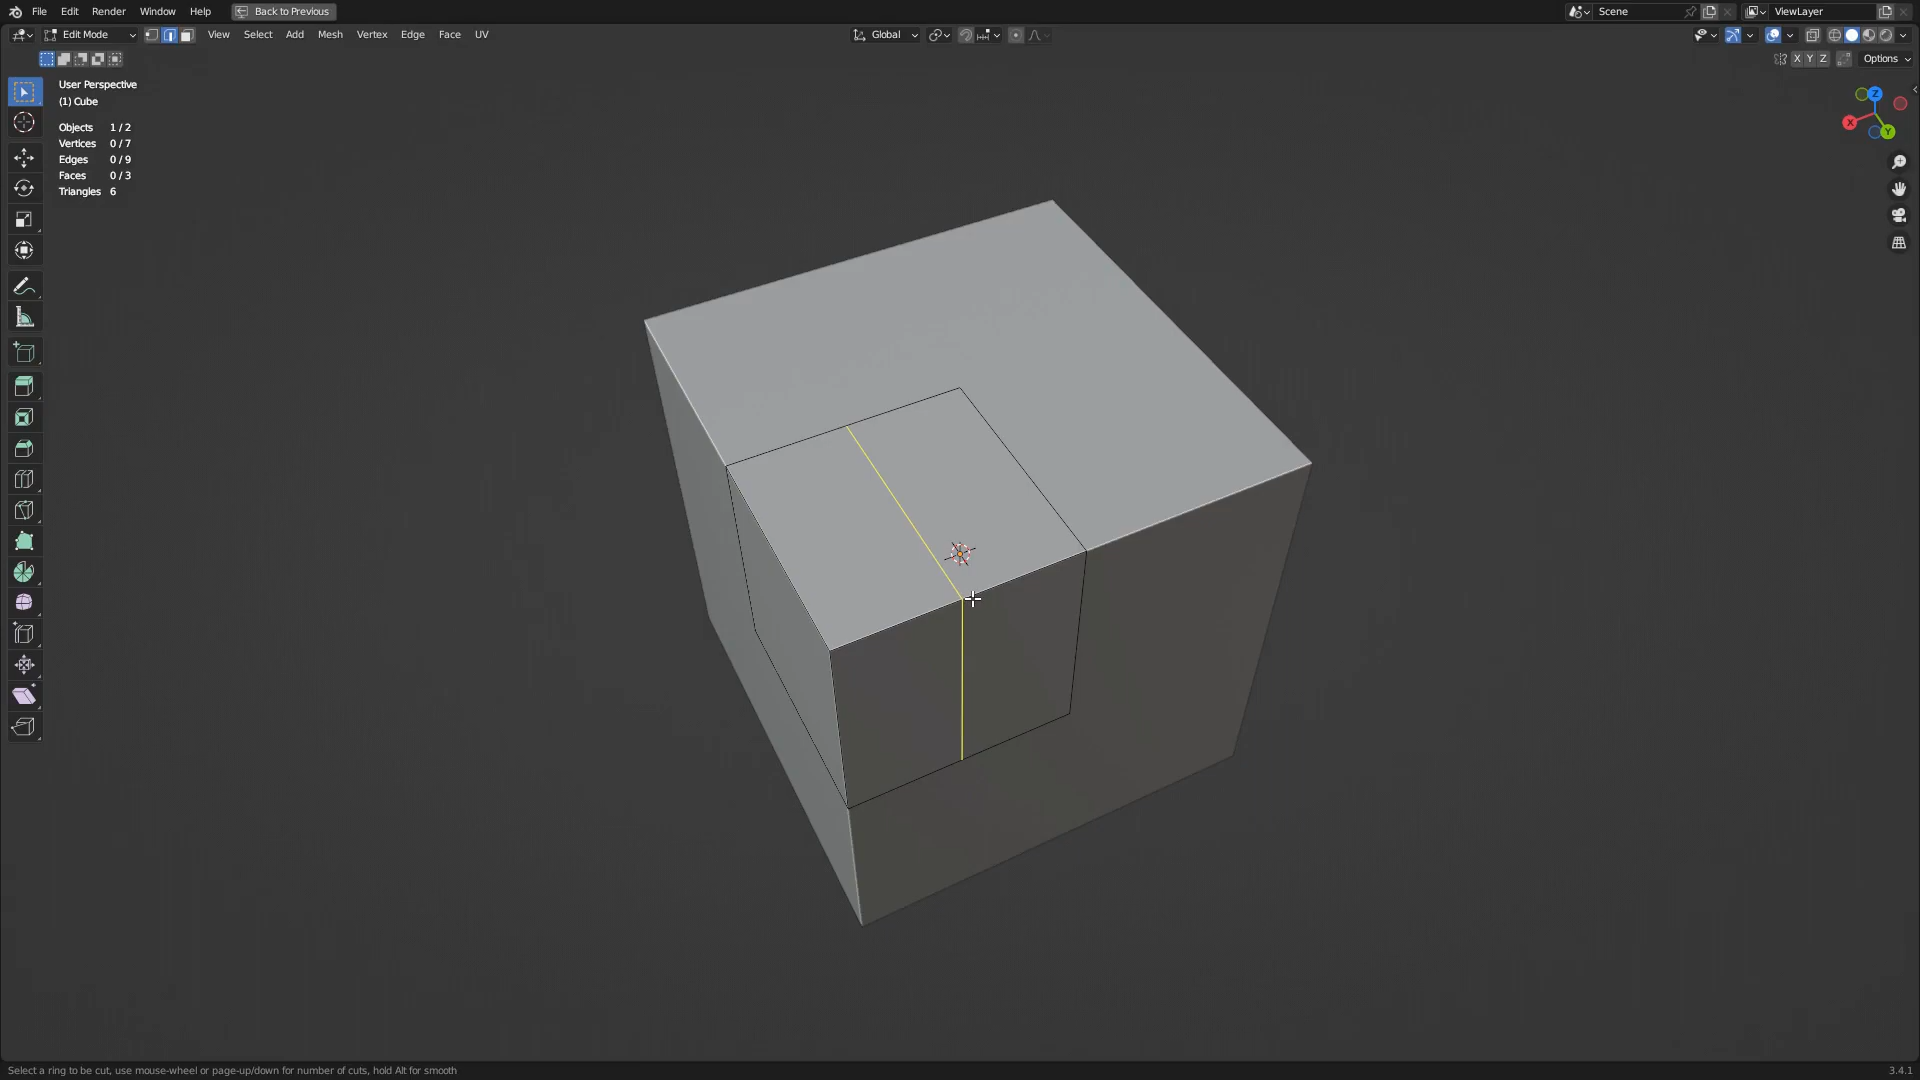 File Edit Render Window Help Back to Previous Scene ViewLayer
Edit Mode View Select Add Mesh Vertex Edge Face UV Global
X Y Z Options
User Perspective
(1) Cube
Objects 1 / 2
Vertices 0 / 7
Edges 0 / 9
Faces 0 / 3
Triangles 6
Z
X
Y
Select a ring to be cut, use mouse-wheel or page-up/down for number of cuts, hold Alt for smooth 3.4.1